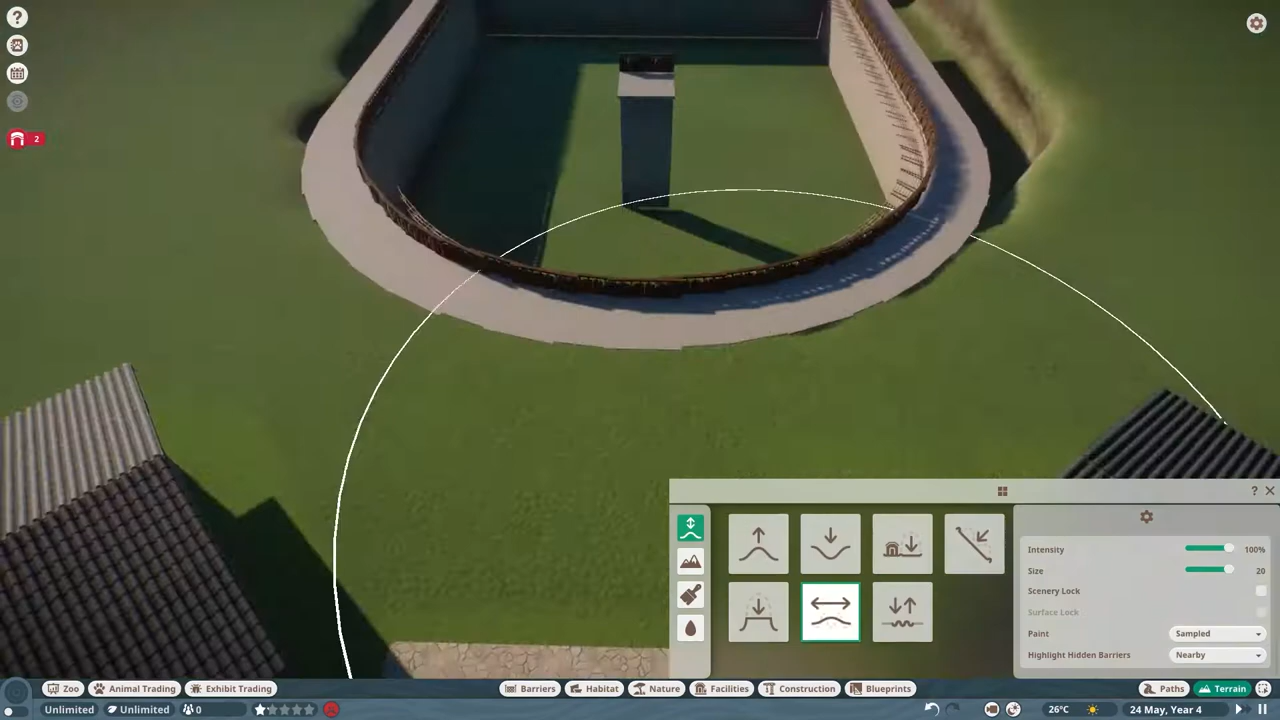 ?
2
? ×
Intensity 100%
Size 20
Scenery Lock
Surface Lock
Paint Sampled
Highlight Hidden Barriers Nearby
Zoo Animal Trading Exhibit Trading Barriers Habitat Nature Facilities Construction Blueprints Paths Terrain
Unlimited Unlimited 0 26°C 24 May, Year 4